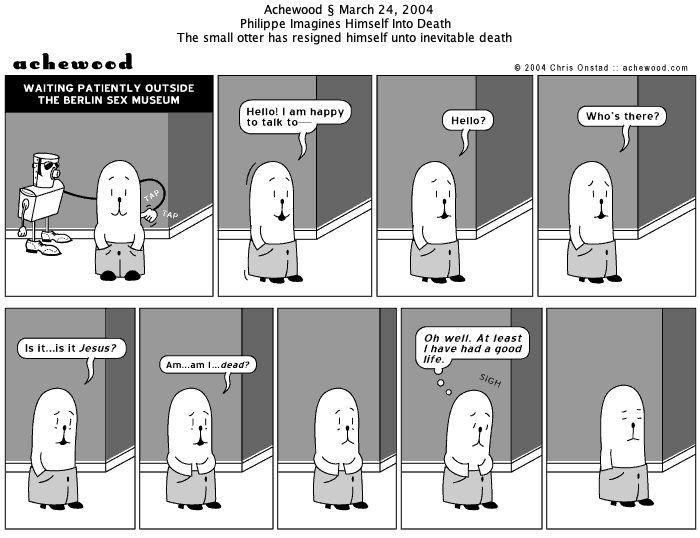 Achewood § March 24, 2004
Philippe Imagines Himself Into Death
The small otter has resigned himself unto inevitable death
achewood
© 2004 Chris Onstad :: achewood.com
WAITING PATIENTLY OUTSIDE
THE BERLIN SEX MUSEUM
TAP
TAP
Hello! I am happy
to talk to—
Hello?
Who's there?
Is it...is it Jesus?
Am...am I...dead?
Oh well. At least
I have had a good
life.
SIGH